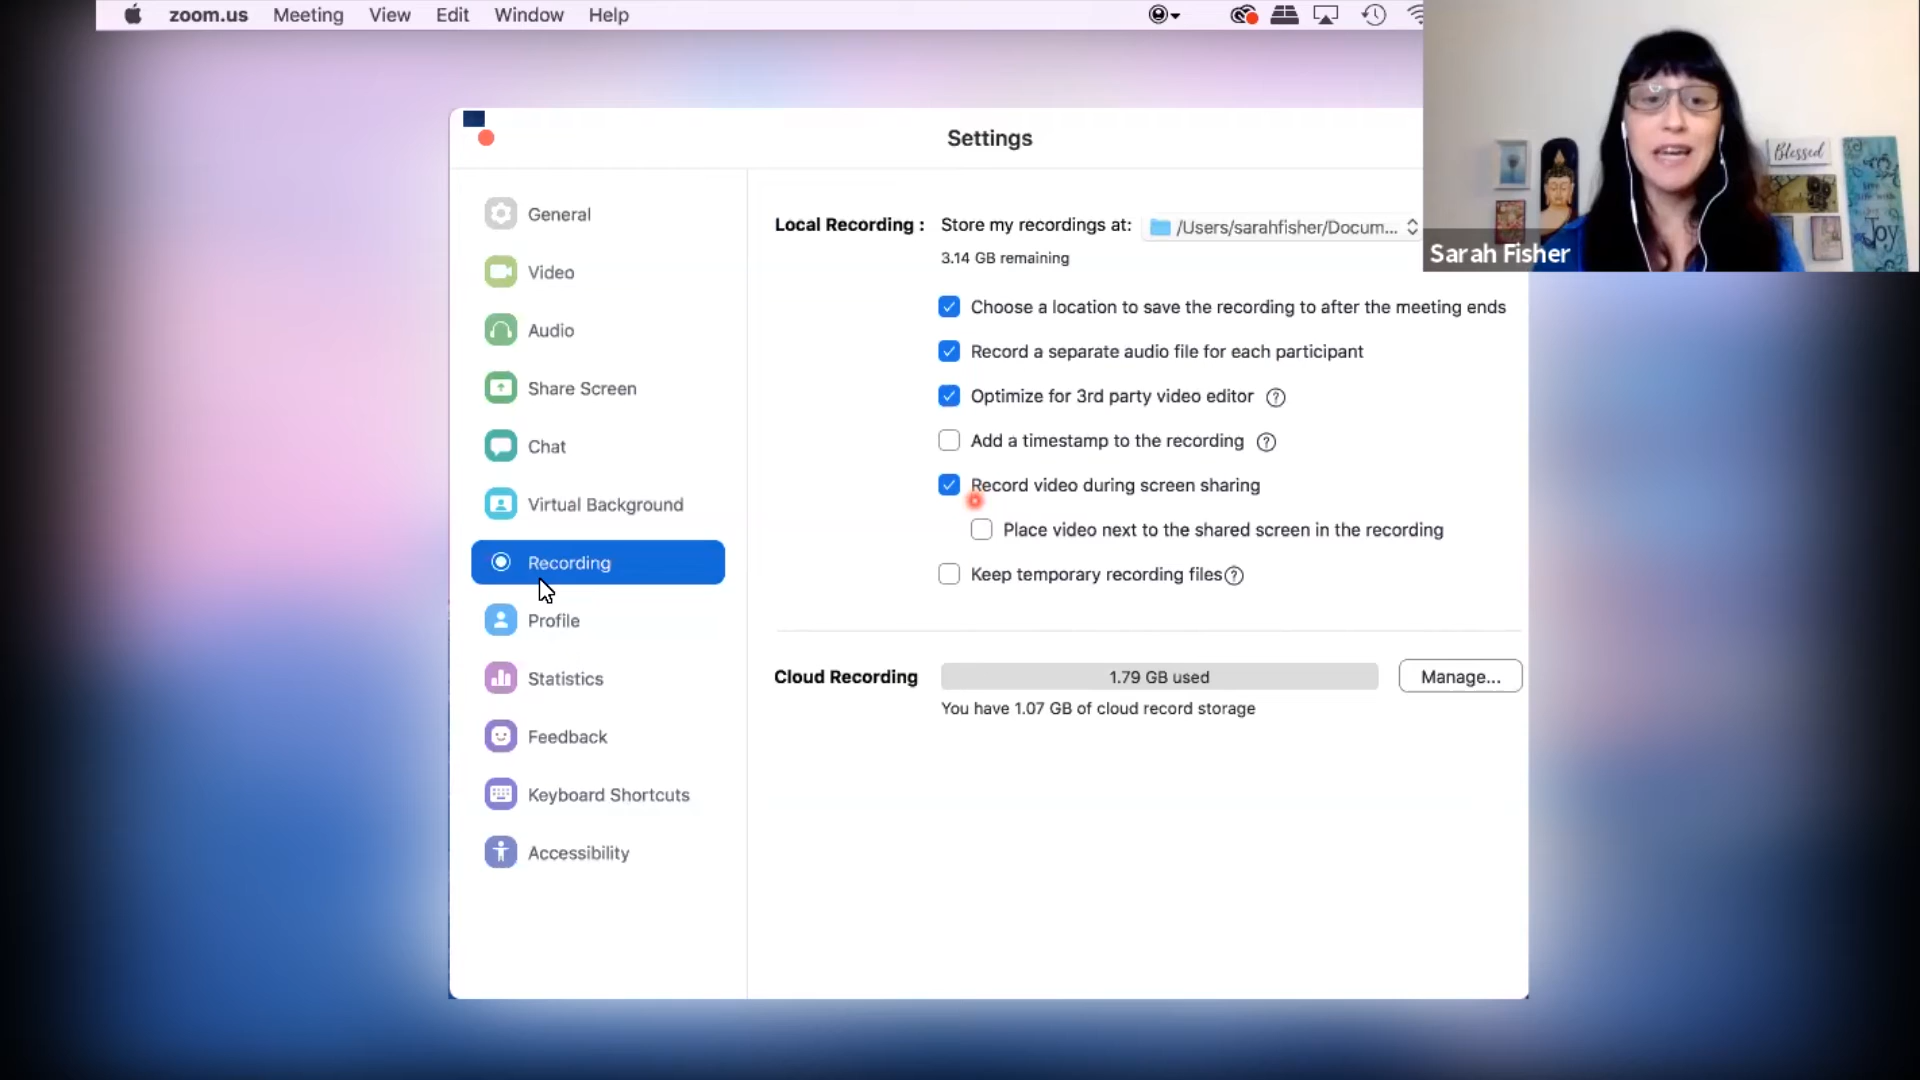 zoom.us Meeting View Edit Window Help
Settings
General
Video
Audio
Share Screen
Chat
Virtual Background
Recording
Profile
Statistics
Feedback
Keyboard Shortcuts
Accessibility
Local Recording : Store my recordings at: /Users/sarahfisher/Docum...
3.14 GB remaining
Choose a location to save the recording to after the meeting ends
Record a separate audio file for each participant
Optimize for 3rd party video editor ?
Add a timestamp to the recording ?
Record video during screen sharing
Place video next to the shared screen in the recording
Keep temporary recording files ?
Cloud Recording 1.79 GB used Manage...
You have 1.07 GB of cloud record storage
Blessed
Joy
Sarah Fisher